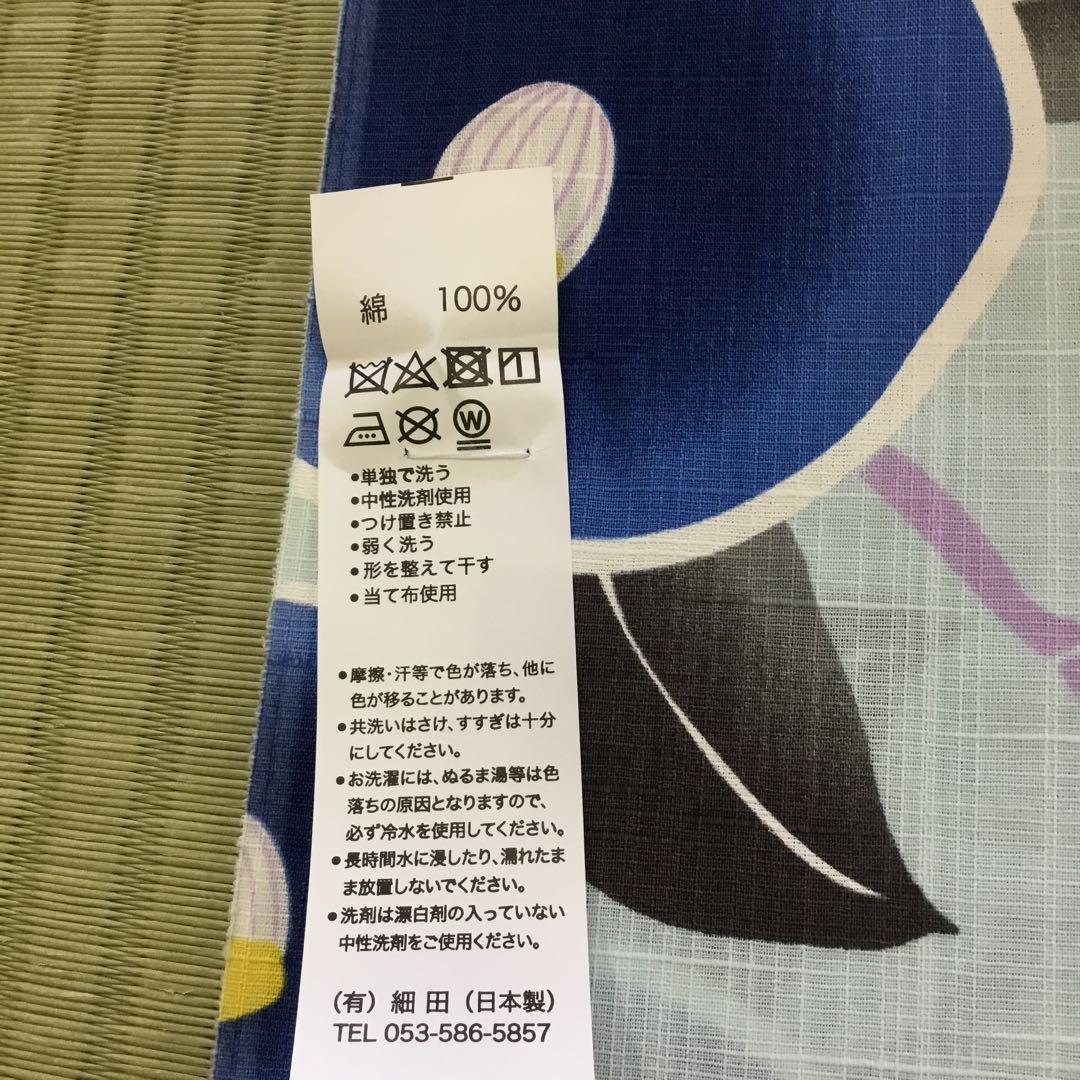 綿 100%
W
●単独で洗う
●中性洗剤使用
●つけ置き禁止
●弱く洗う
●形を整えて干す
●当て布使用
●摩擦・汗等で色が落ち、他に
色が移ることがあります。
●共洗いはさけ、すすぎは十分
にしてください。
●お洗濯には、ぬるま湯等は色
落ちの原因となりますので、
必ず冷水を使用してください。
●長時間水に浸したり、濡れたま
ま放置しないでください。
●洗剤は漂白剤の入っていない
中性洗剤をご使用ください。
(有) 細田 (日本製)
TEL 053-586-5857